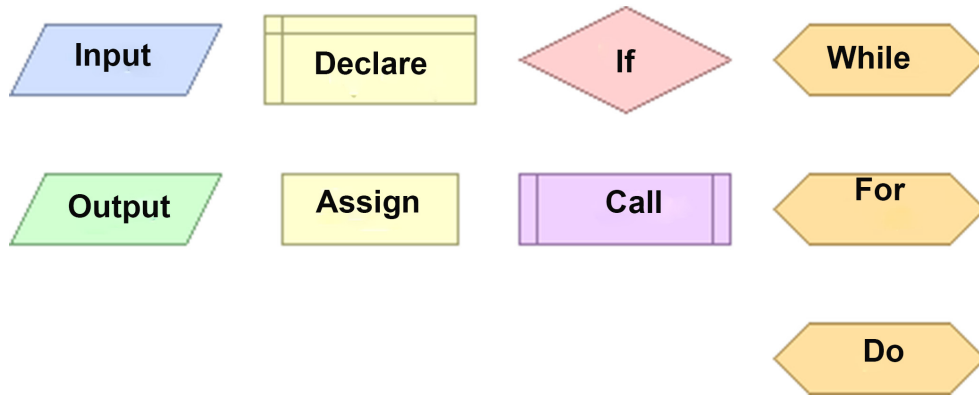 Input
Declare
If
While
Output
Assign
Call
For
Do